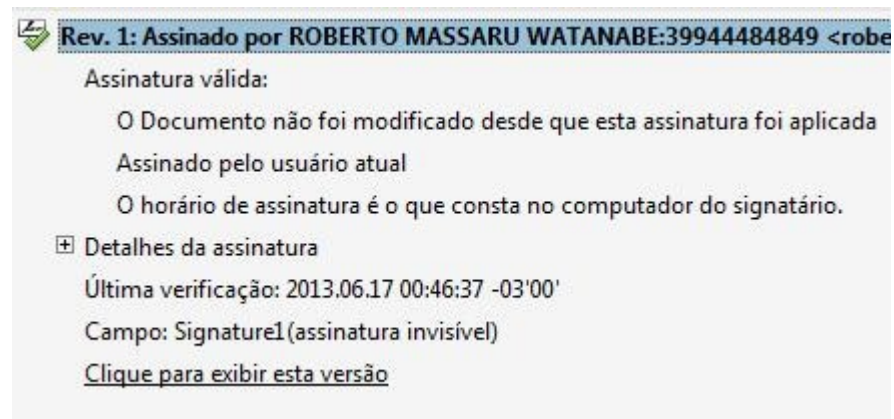 Rev. 1: Assinado por ROBERTO MASSARU WATANABE:39944484849 <robe
Assinatura válida:
O Documento não foi modificado desde que esta assinatura foi aplicada
Assinado pelo usuário atual
O horário de assinatura é o que consta no computador do signatário.
Detalhes da assinatura
Última verificação: 2013.06.17 00:46:37 -03'00'
Campo: Signature1(assinatura invisível)
Clique para exibir esta versão